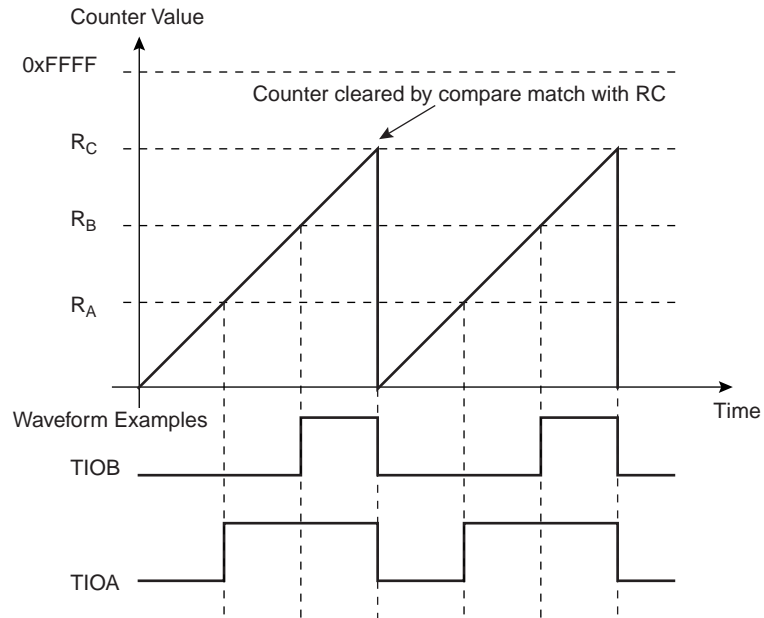 Counter Value
0xFFFF
Counter cleared by compare match with RC
RC
RB
RA
Time
Waveform Examples
TIOB
TIOA